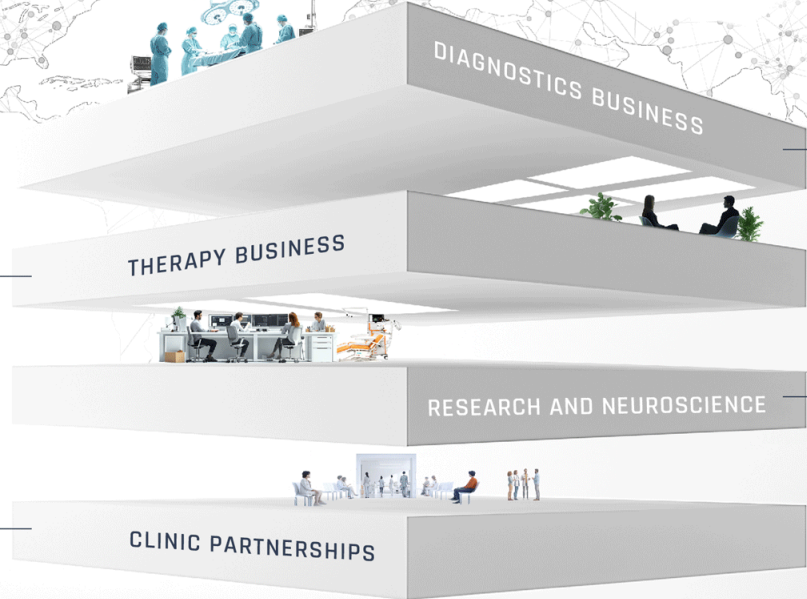 DIAGNOSTICS BUSINESS
THERAPY BUSINESS
RESEARCH AND NEUROSCIENCE
CLINIC PARTNERSHIPS